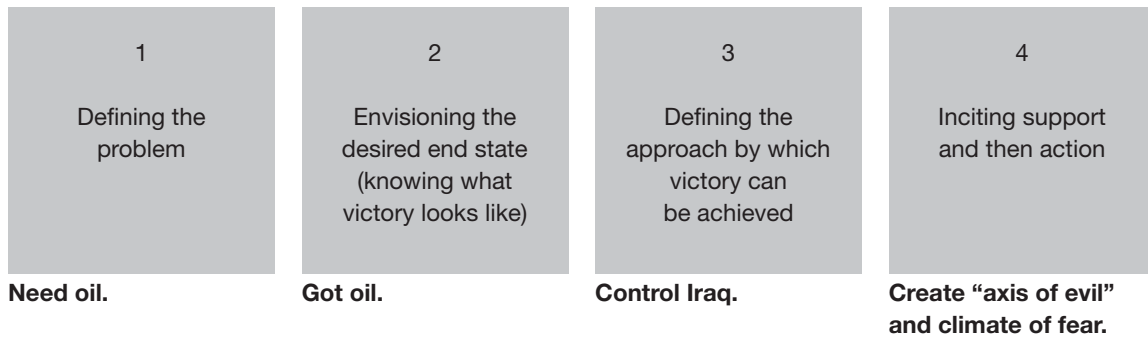 1
Defining the
problem
Need oil.
2
Envisioning the
desired end state
(knowing what
victory looks like)
Got oil.
3
Defining the
approach by which
victory can
be achieved
Control Iraq.
4
Inciting support
and then action
Create “axis of evil”
and climate of fear.